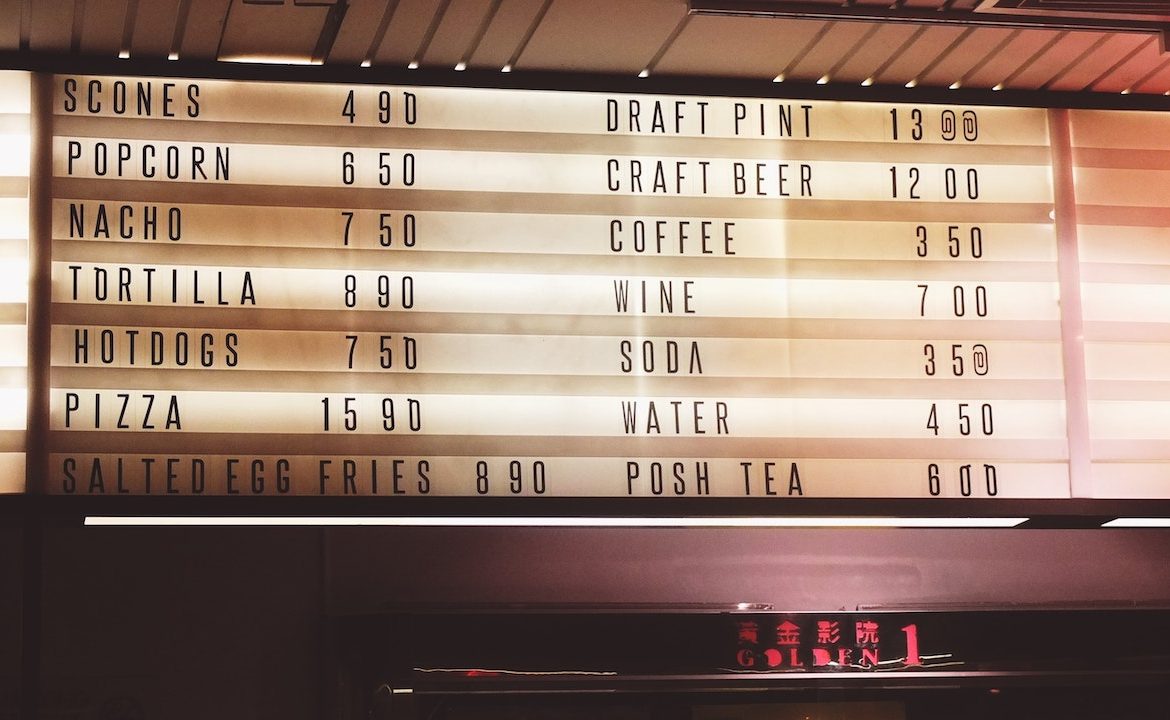 SCONES 4 90
POPCORN 6 50
NACHO 7 50
TORTILLA 8 90
HOTDOGS 7 50
PIZZA 15 90
SALTED EGG FRIES 8 90
DRAFT PINT 13 @@
CRAFT BEER 12 00
COFFEE 3 50
WINE 7 00
SODA 3 5@
WATER 4 50
POSH TEA 6 00
黃金影院 1
GOLDEN